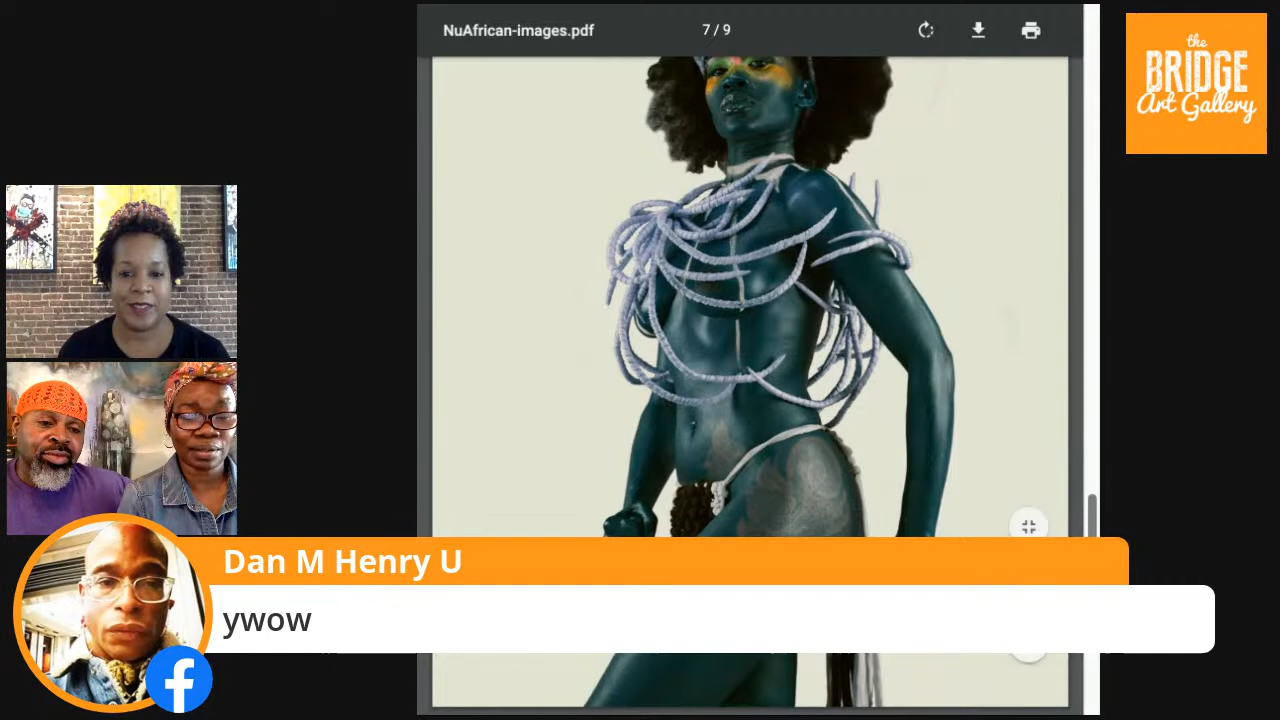 NuAfrican-images.pdf
7 / 9
the
BRIDGE
Art Gallery
Dan M Henry U
ywow